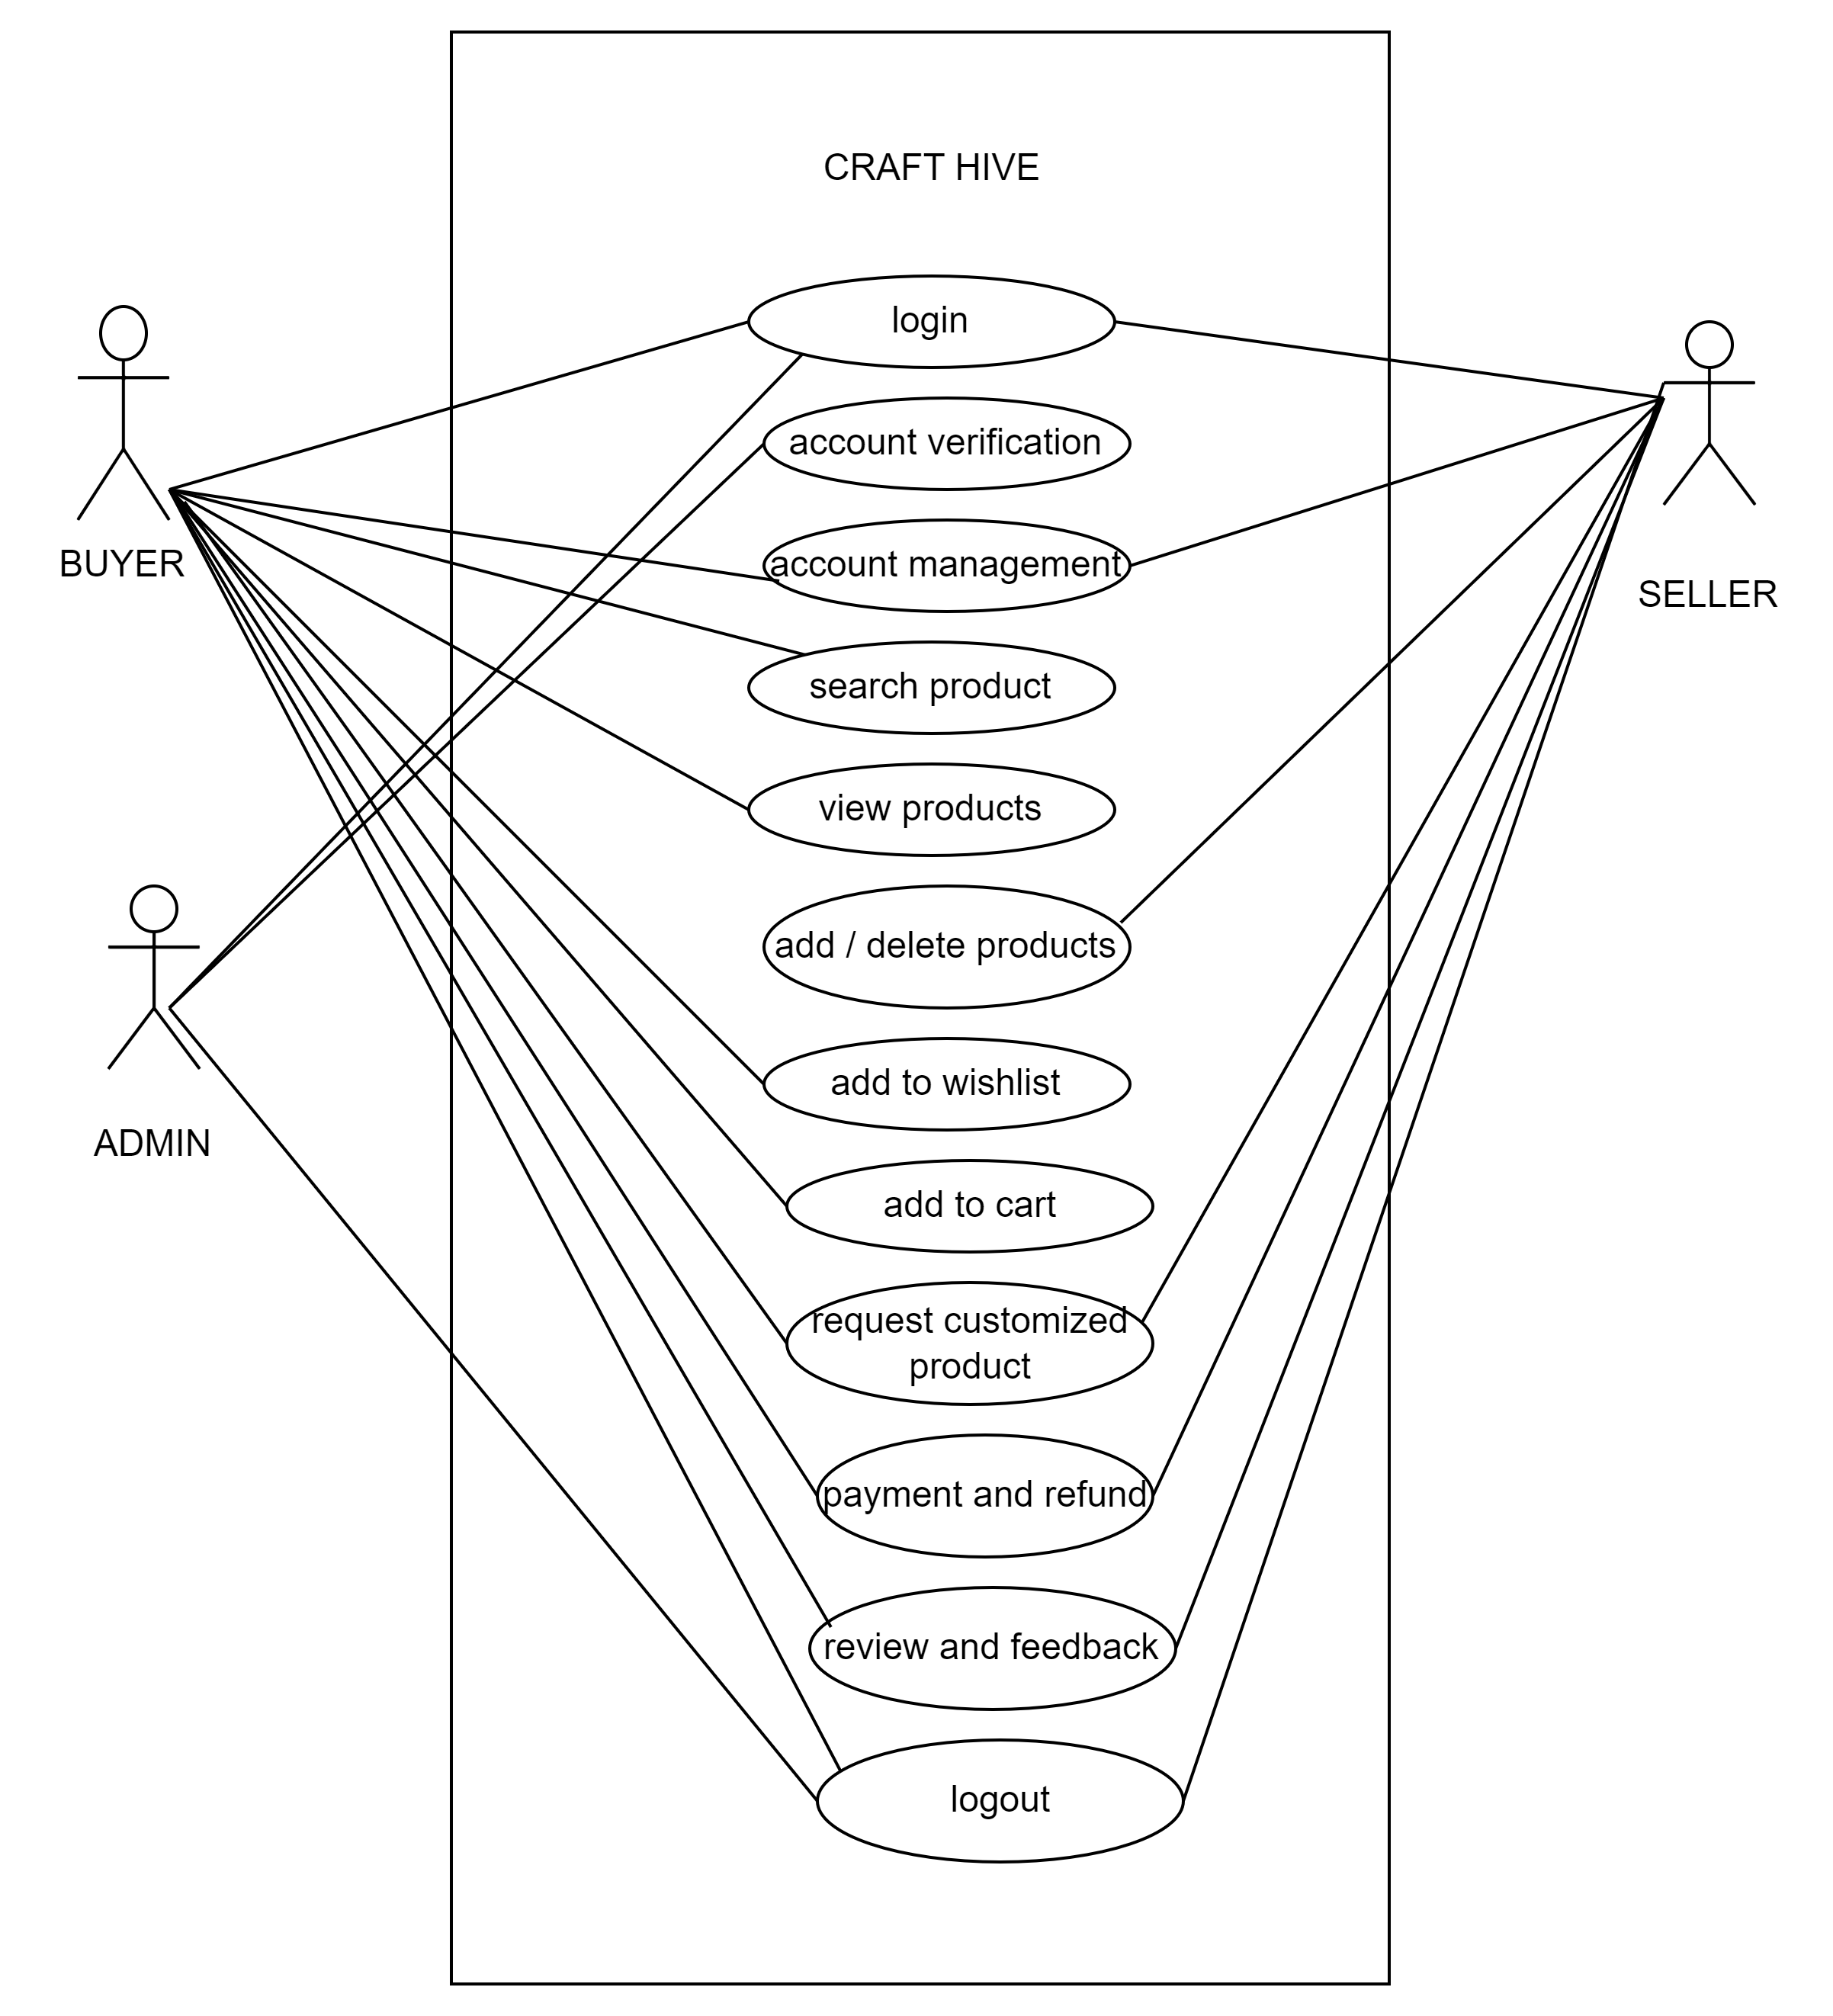 CRAFT HIVE
login
account verification
account management
BUYER
SELLER
search product
view products
add / delete products
add to wishlist
ADMIN
add to cart
request customized
product
payment and refund
review and feedback
logout